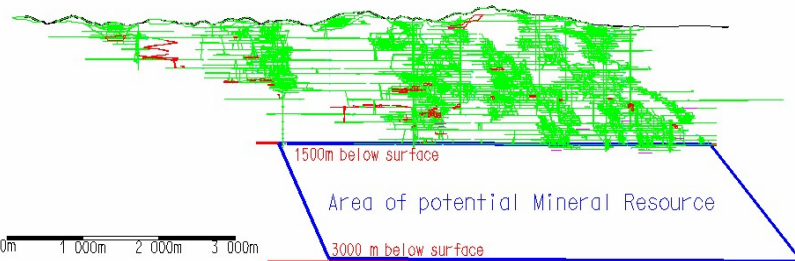 1500m below surface
Area of potential Mineral Resource
0m 1 000m 2 000m 3 000m
3000 m below surface